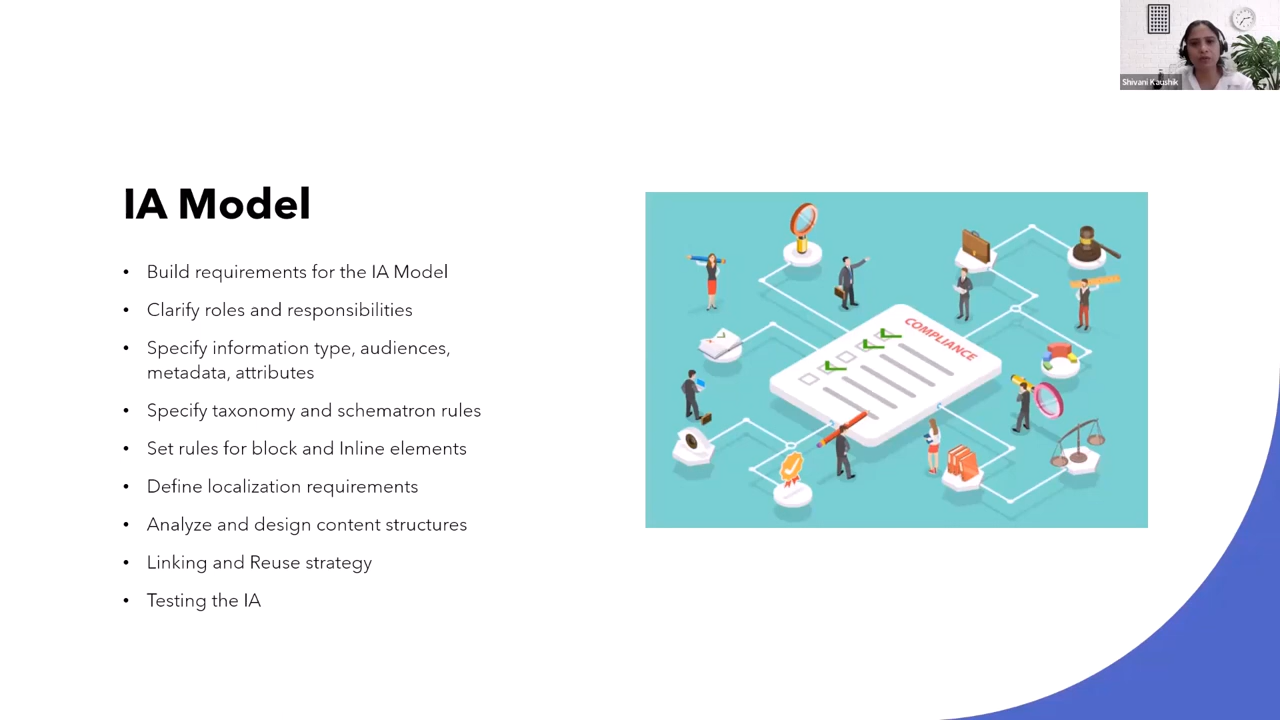 Shivani Kaushik
IA Model
• Build requirements for the IA Model
• Clarify roles and responsibilities
• Specify information type, audiences,
metadata, attributes
• Specify taxonomy and schematron rules
• Set rules for block and Inline elements
• Define localization requirements
• Analyze and design content structures
• Linking and Reuse strategy
• Testing the IA
COMPLIANCE